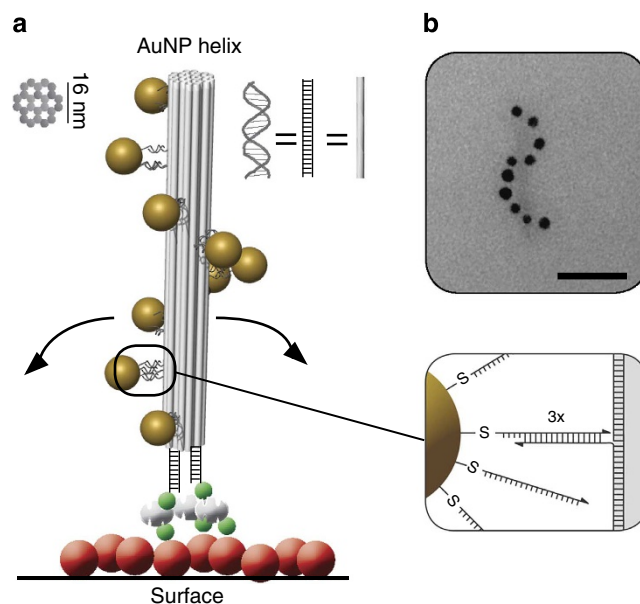 a
b
AuNP helix
16 nm
=
=
S
3x
S
S
S
Surface